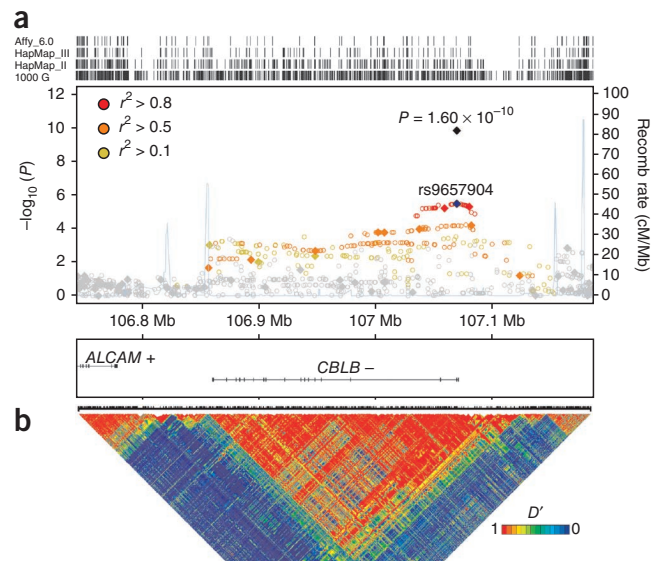 a
Affy_6.0
HapMap_III
HapMap_II
1000 G
12
10
8
6
4
2
0
–log10 (P)
r2 > 0.8
r2 > 0.5
r2 > 0.1
P = 1.60 × 10–10
rs9657904
100
90
80
70
60
50
40
30
20
10
0
Recomb rate (cM/Mb)
106.8 Mb 106.9 Mb 107 Mb 107.1 Mb
ALCAM +
CBLB –
b
D′
1 0